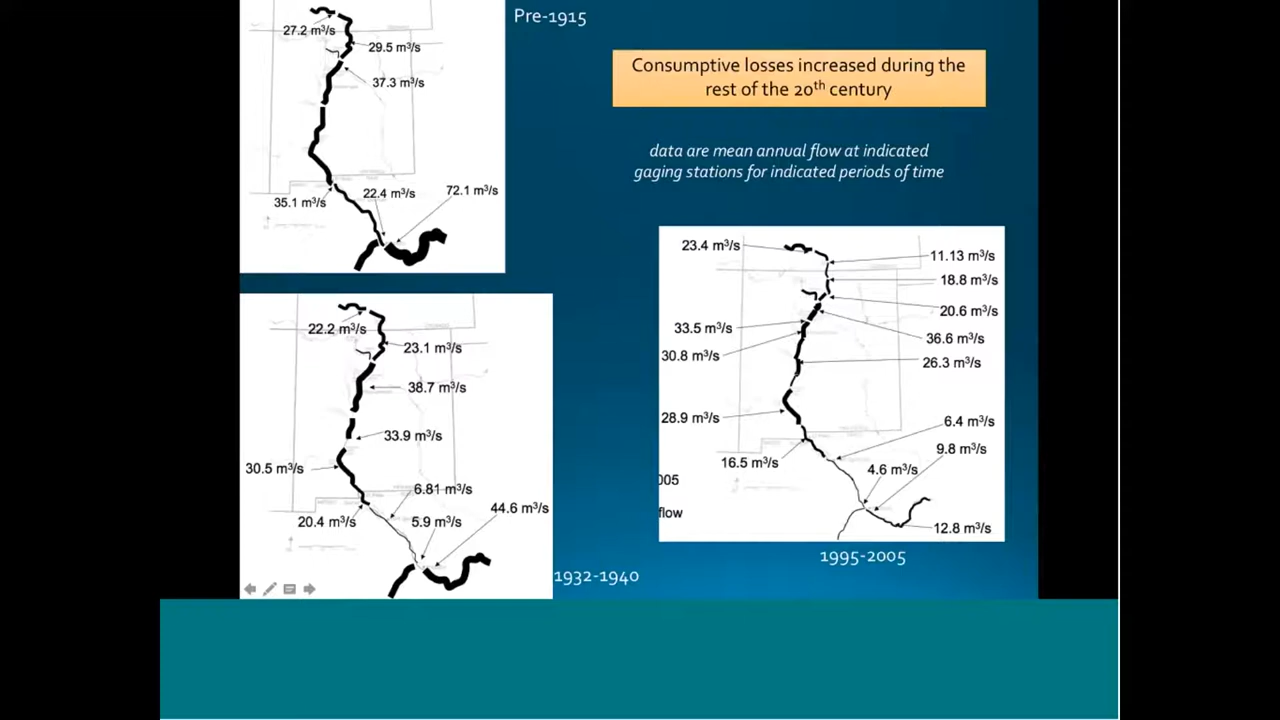 Pre-1915
27.2 m³/s
29.5 m³/s
37.3 m³/s
35.1 m³/s
22.4 m³/s
72.1 m³/s
Consumptive losses increased during the
rest of the 20th century
data are mean annual flow at indicated
gaging stations for indicated periods of time
22.2 m³/s
23.1 m³/s
38.7 m³/s
33.9 m³/s
30.5 m³/s
6.81 m³/s
20.4 m³/s
5.9 m³/s
44.6 m³/s
1932-1940
23.4 m³/s
11.13 m³/s
18.8 m³/s
20.6 m³/s
33.5 m³/s
36.6 m³/s
30.8 m³/s
26.3 m³/s
28.9 m³/s
6.4 m³/s
9.8 m³/s
16.5 m³/s
4.6 m³/s
005
flow
12.8 m³/s
1995-2005